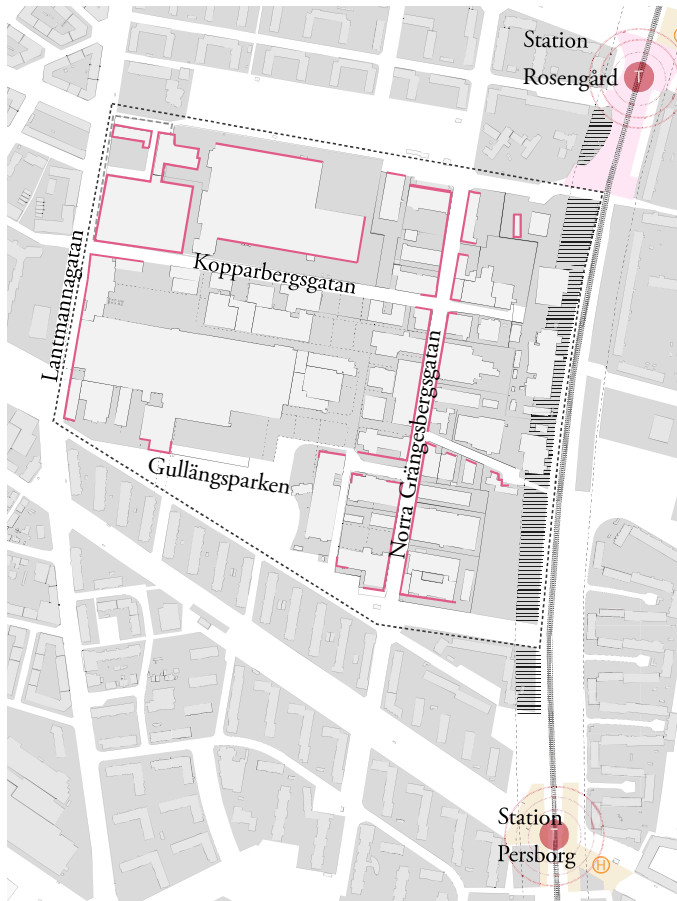 Station
Rosengård
T
Lantmannagatan
Kopparbergsgatan
Norra Grängesbergsgatan
Gullängsparken
Station
T
Persborg
H